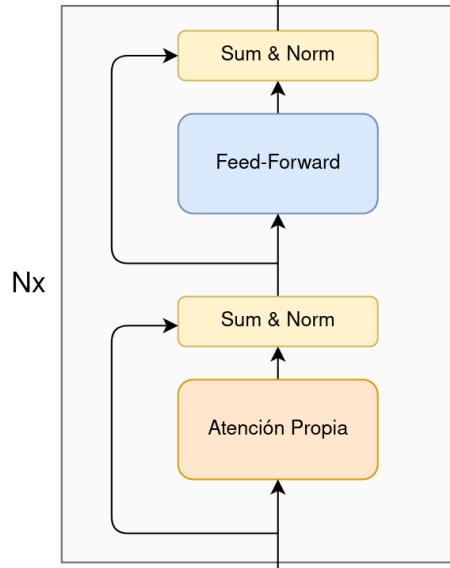 Sum & Norm
Feed-Forward
Nx
Sum & Norm
Atención Propia